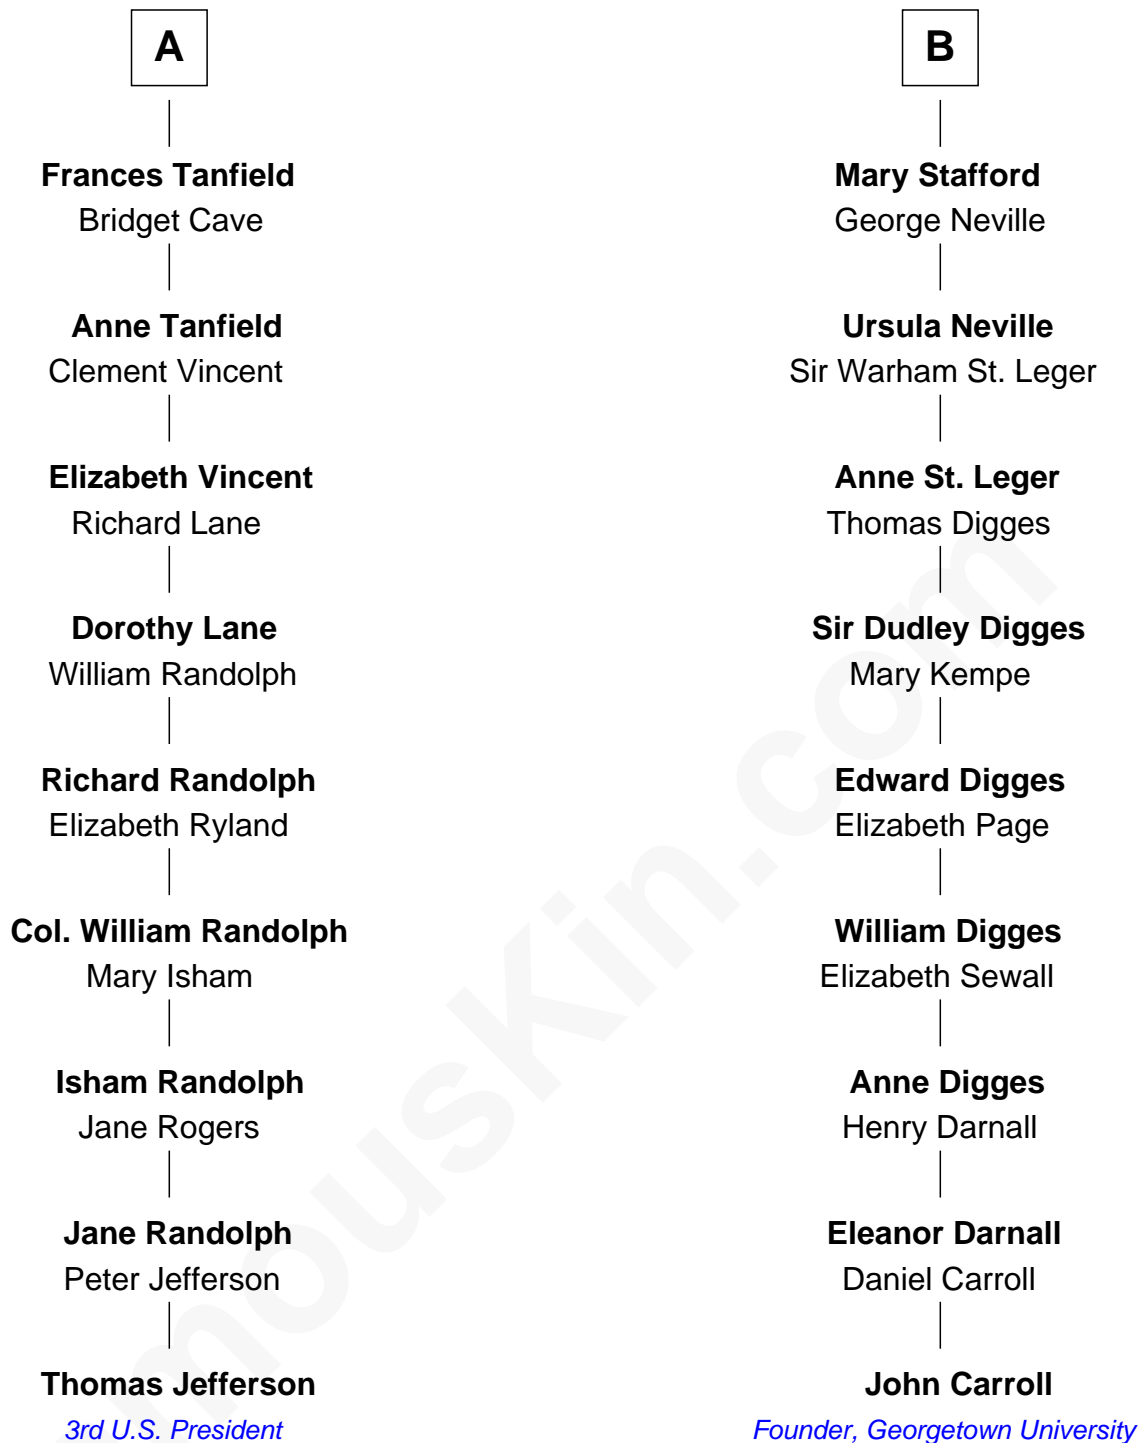 A
Frances Tanfield
Bridget Cave
Anne Tanfield
Clement Vincent
Elizabeth Vincent
Richard Lane
Dorothy Lane
William Randolph
Richard Randolph
Elizabeth Ryland
Col. William Randolph
Mary Isham
Isham Randolph
Jane Rogers
Jane Randolph
Peter Jefferson
Thomas Jefferson
3rd U.S. President
B
Mary Stafford
George Neville
Ursula Neville
Sir Warham St. Leger
Anne St. Leger
Thomas Digges
Sir Dudley Digges
Mary Kempe
Edward Digges
Elizabeth Page
William Digges
Elizabeth Sewall
Anne Digges
Henry Darnall
Eleanor Darnall
Daniel Carroll
John Carroll
Founder, Georgetown University
mousKin.com